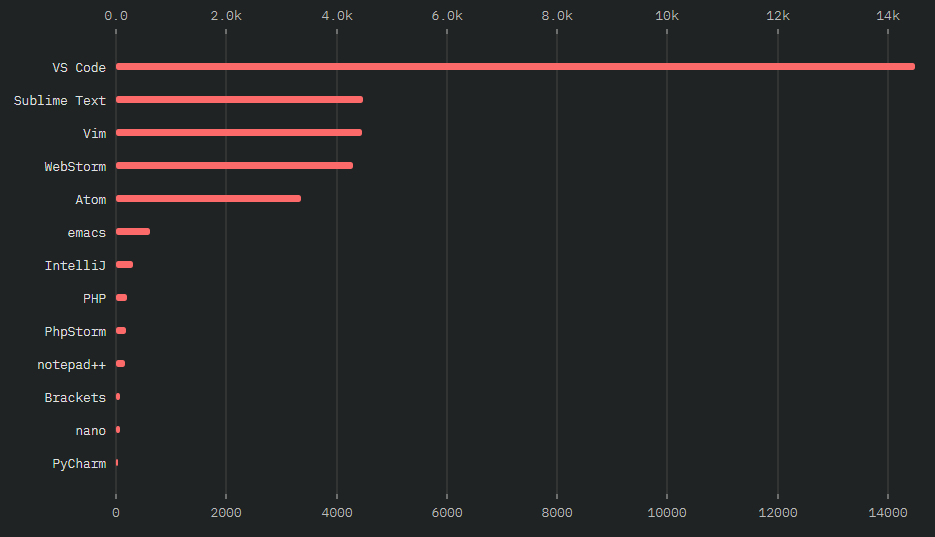 0.0 2.0k 4.0k 6.0k 8.0k 10k 12k 14k
VS Code
Sublime Text
Vim
WebStorm
Atom
emacs
IntelliJ
PHP
PhpStorm
notepad++
Brackets
nano
PyCharm
0 2000 4000 6000 8000 10000 12000 14000